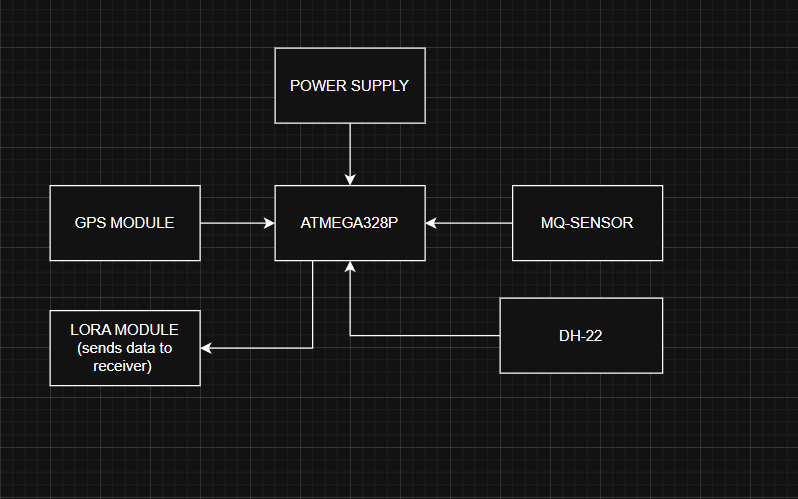 POWER SUPPLY
GPS MODULE
ATMEGA328P
MQ-SENSOR
LORA MODULE
(sends data to
receiver)
DH-22